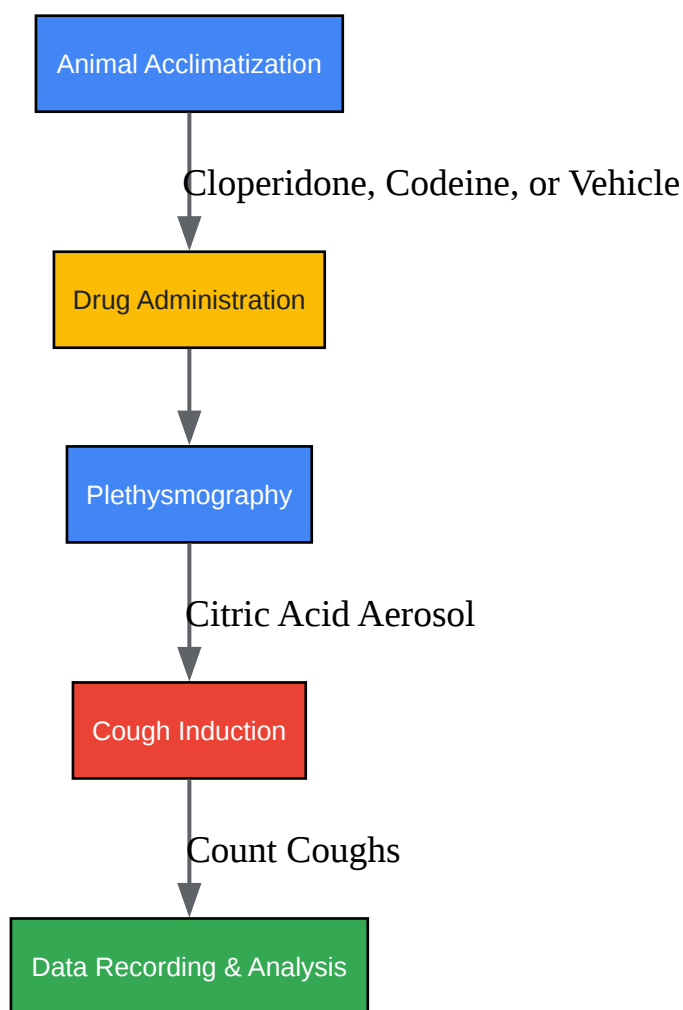 Animal Acclimatization
Cloperidone, Codeine, or Vehicle
Drug Administration
Plethysmography
Citric Acid Aerosol
Cough Induction
Count Coughs
Data Recording & Analysis